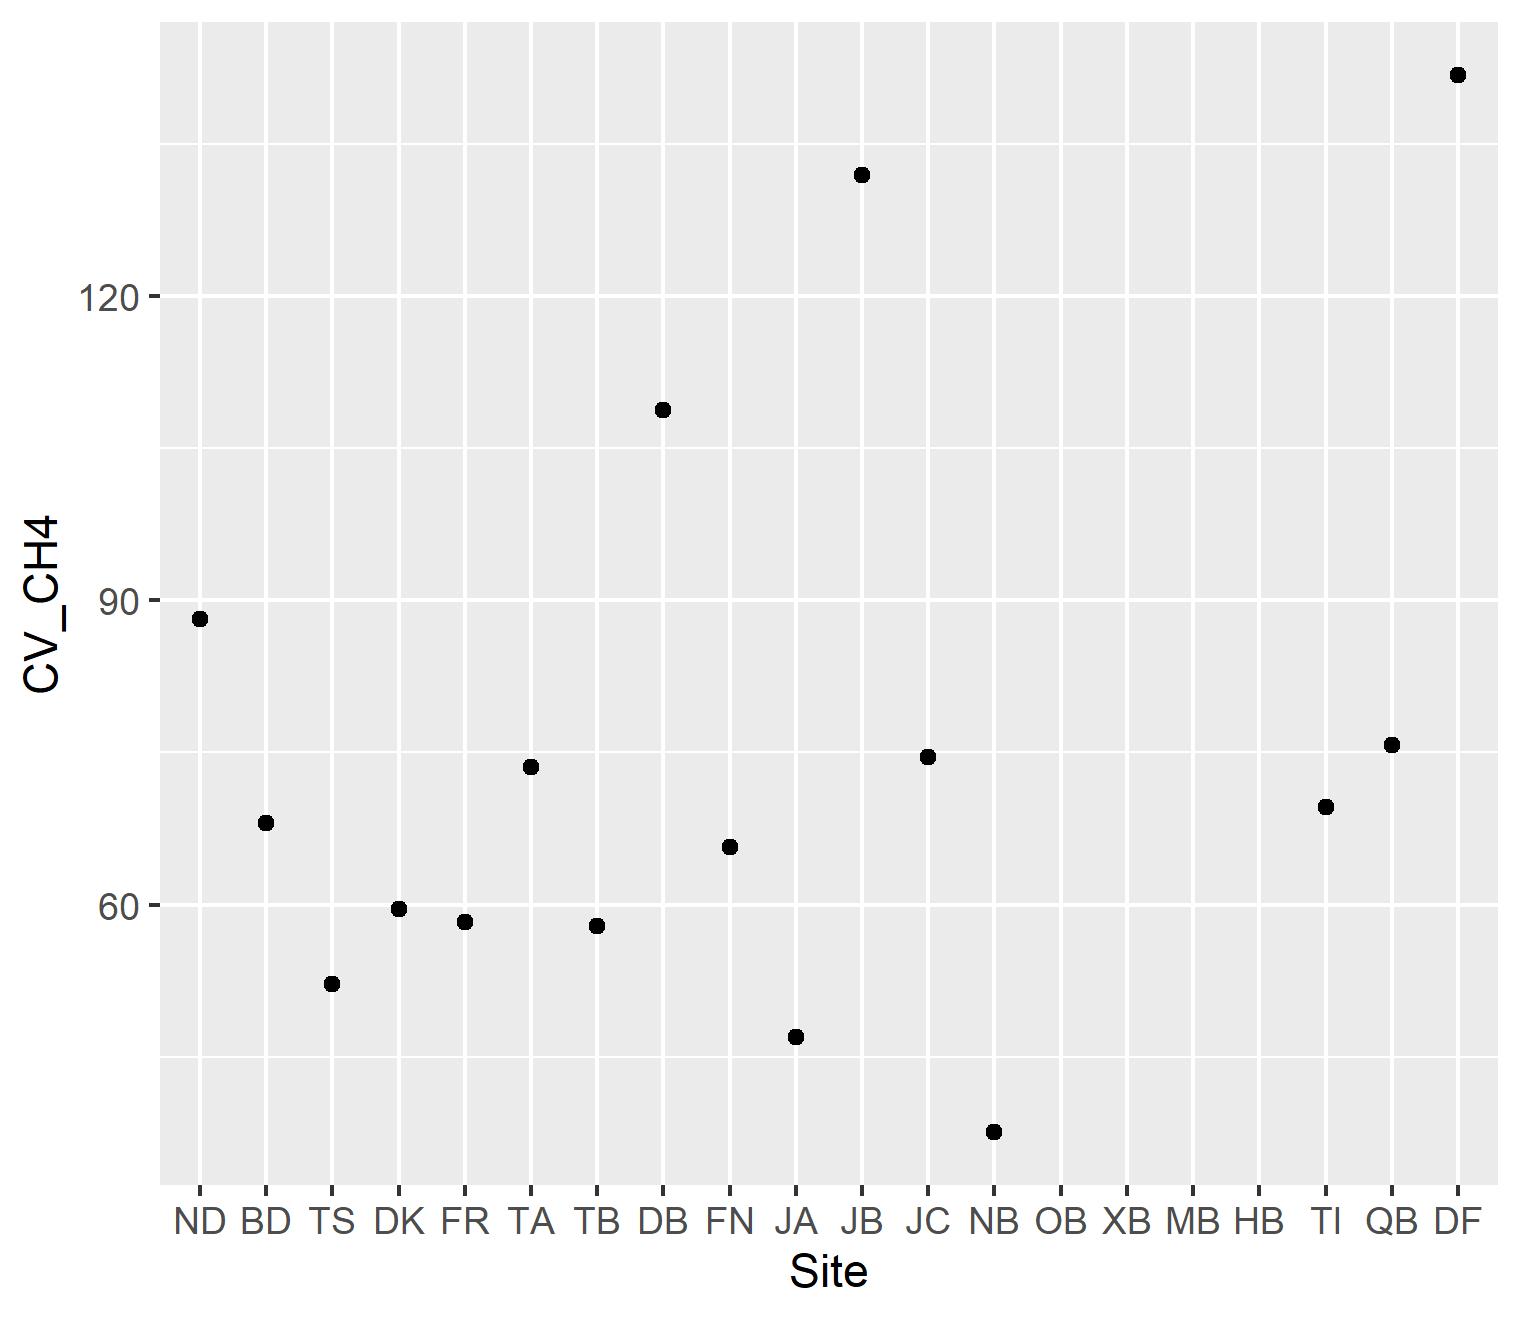 CV_CH4
120
90
60
ND BD TS DK FR TA TB DB FN JA JB JC NB OB XB MB HB TI QB DF
Site